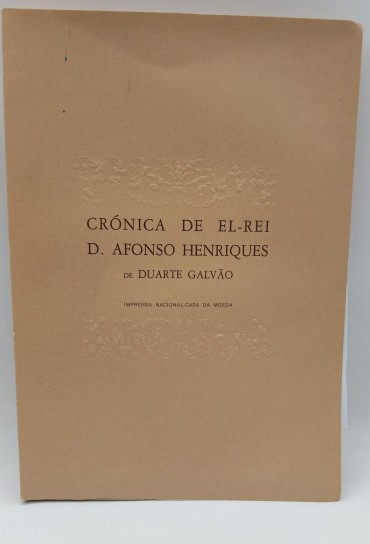 CRÓNICA DE EL-REI
D. AFONSO HENRIQUES
DE DUARTE GALVÃO
IMPRENSA NACIONAL-CASA DA MOEDA